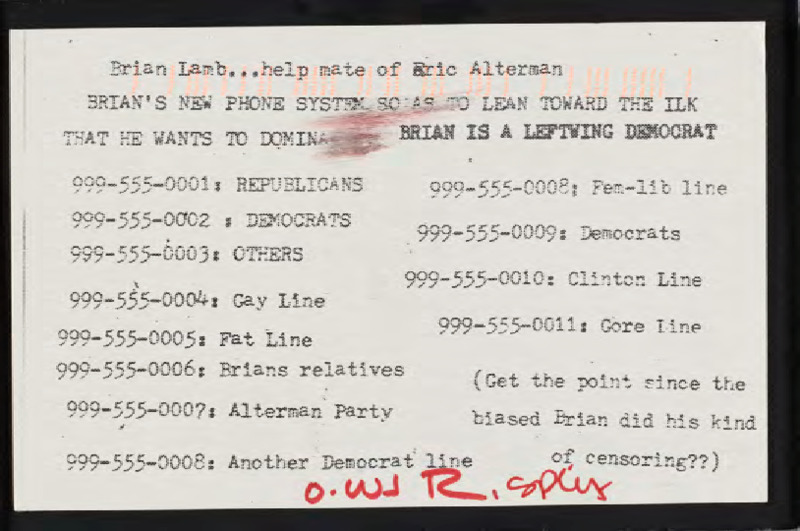 Brian Lamb...help mate of Eric Alterman
BRIAN'S NEW PHONE SYSTEM SO AS TO LEAN TOWARD THE ILK
THAT HE WANTS TO BRIAN IS A LEFTWING DEMOCRAT
999-555-0001: REPUBLICANS
999-555-0002 : DEMOCRATS
999-555-0003: OTHERS
999-555-0004: Gay Line
999-555-0005: Fat Line
999-555-0006: Brians relatives
999-555-0007: Alterman Party
999-555-0008: Another Democrat line
999-555-0008: Fem-lib line
999-555-0009: Democrats
999-555-0010: Clinton Line
999-555-0011: Gore Line
(Get the point since the
biased Brian did his kind
of censoring??)